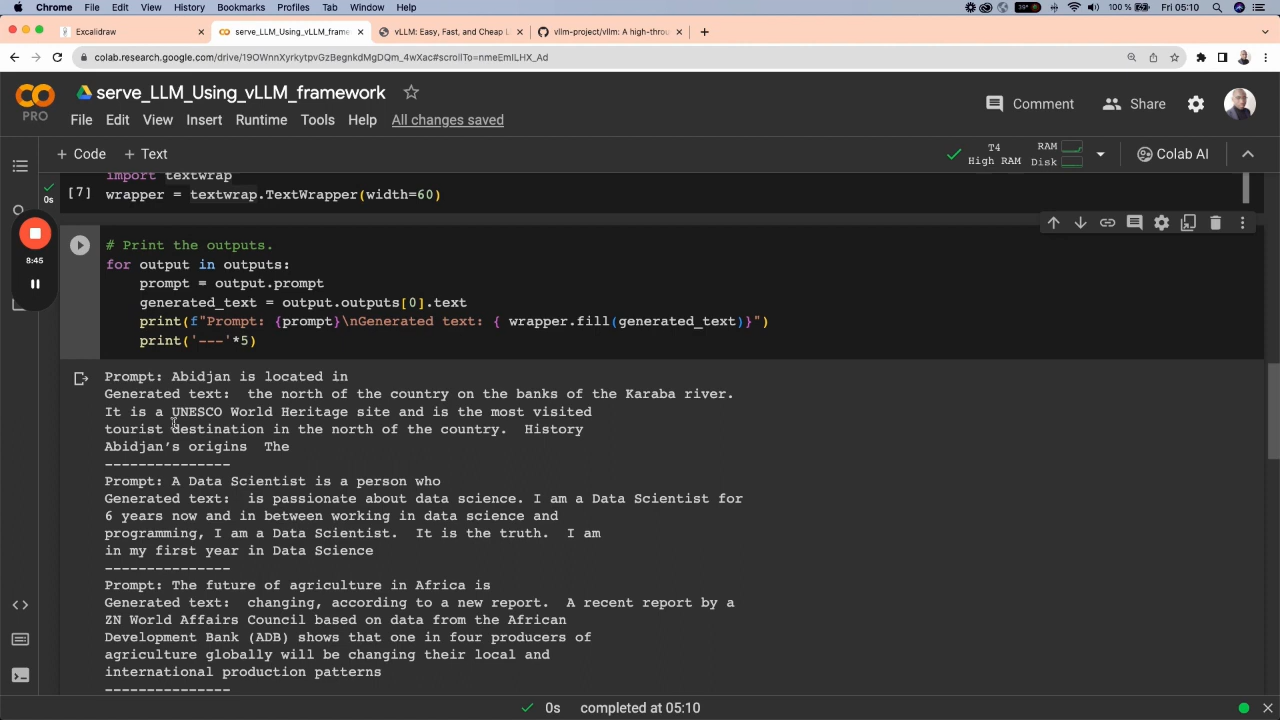 Chrome File Edit View History Bookmarks Profiles Tab Window Help 39° 100 % Fri 05:10
Excalidraw serve_LLM_Using_vLLM_frame vLLM: Easy, Fast, and Cheap L vllm-project/vllm: A high-throu
colab.research.google.com/drive/19OWnnXyrkytpvGzBegnkdMgDQm_4wXac#scrollTo=nmeEmILHX_Ad
PRO
serve_LLM_Using_vLLM_framework
Comment Share
File Edit View Insert Runtime Tools Help All changes saved
+ Code + Text T4 High RAM RAM Disk Colab AI
import textwrap
[7] wrapper = textwrap.TextWrapper(width=60)
0s
8:45
# Print the outputs.
for output in outputs:
prompt = output.prompt
generated_text = output.outputs[0].text
print(f"Prompt: {prompt}\nGenerated text: { wrapper.fill(generated_text)}")
print('---'*5)
Prompt: Abidjan is located in
Generated text:  the north of the country on the banks of the Karaba river.
It is a UNESCO World Heritage site and is the most visited
tourist destination in the north of the country.  History
Abidjan’s origins  The
---------------
Prompt: A Data Scientist is a person who
Generated text:  is passionate about data science. I am a Data Scientist for
6 years now and in between working in data science and
programming, I am a Data Scientist.  It is the truth.  I am
in my first year in Data Science
---------------
Prompt: The future of agriculture in Africa is
Generated text:  changing, according to a new report.  A recent report by a
ZN World Affairs Council based on data from the African
Development Bank (ADB) shows that one in four producers of
agriculture globally will be changing their local and
international production patterns
---------------
0s completed at 05:10